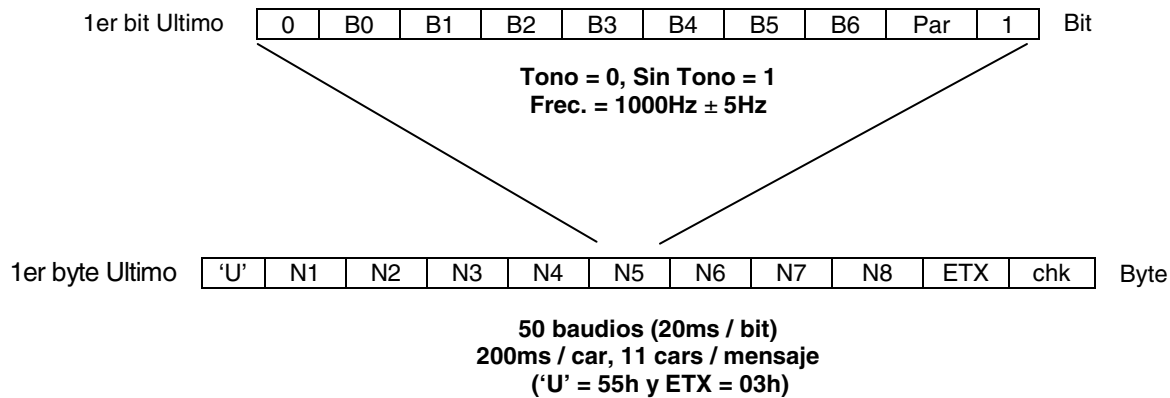 1er bit Ultimo 0 B0 B1 B2 B3 B4 B5 B6 Par 1 Bit
Tono = 0, Sin Tono = 1
Frec. = 1000Hz ± 5Hz
1er byte Ultimo ‘U’ N1 N2 N3 N4 N5 N6 N7 N8 ETX chk Byte
50 baudios (20ms / bit)
200ms / car, 11 cars / mensaje
(‘U’ = 55h y ETX = 03h)